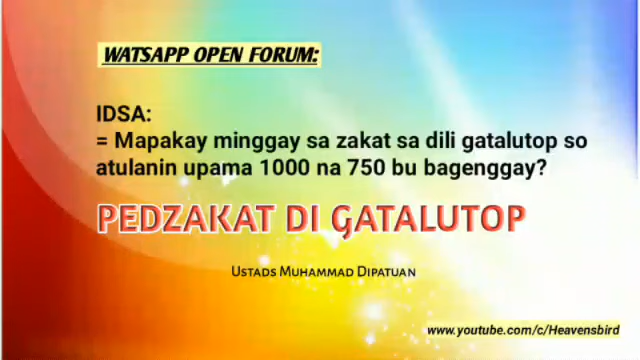 WATSAPP OPEN FORUM:
IDSA:
= Mapakay minggay sa zakat sa dili gatalutop so
atulanin upama 1000 na 750 bu bagenggay?
PEDZAKAT DI GATALUTOP
USTADS MUHAMMAD DIPATUAN
www.youtube.com/c/Heavensbird